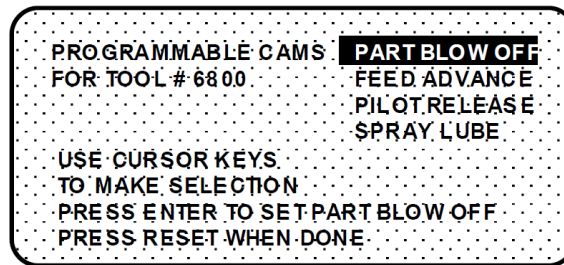 PROGRAMMABLE CAMS PART BLOW OFF
FOR TOOL # 6800 FEED ADVANCE
PILOT RELEASE
SPRAY LUBE
USE CURSOR KEYS
TO MAKE SELECTION
PRESS ENTER TO SET PART BLOW OFF
PRESS RESET WHEN DONE